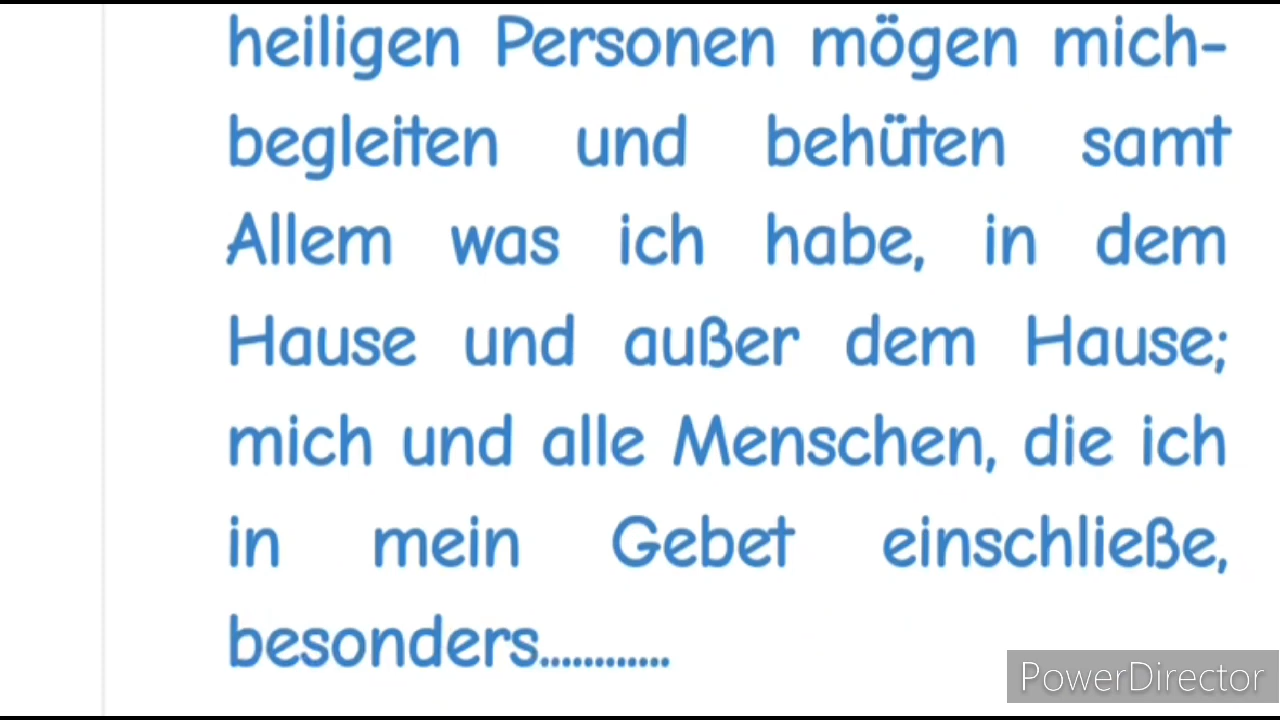 heiligen Personen mögen mich-
begleiten und behüten samt
Allem was ich habe, in dem
Hause und außer dem Hause;
mich und alle Menschen, die ich
in mein Gebet einschließe,
besonders............
PowerDirector